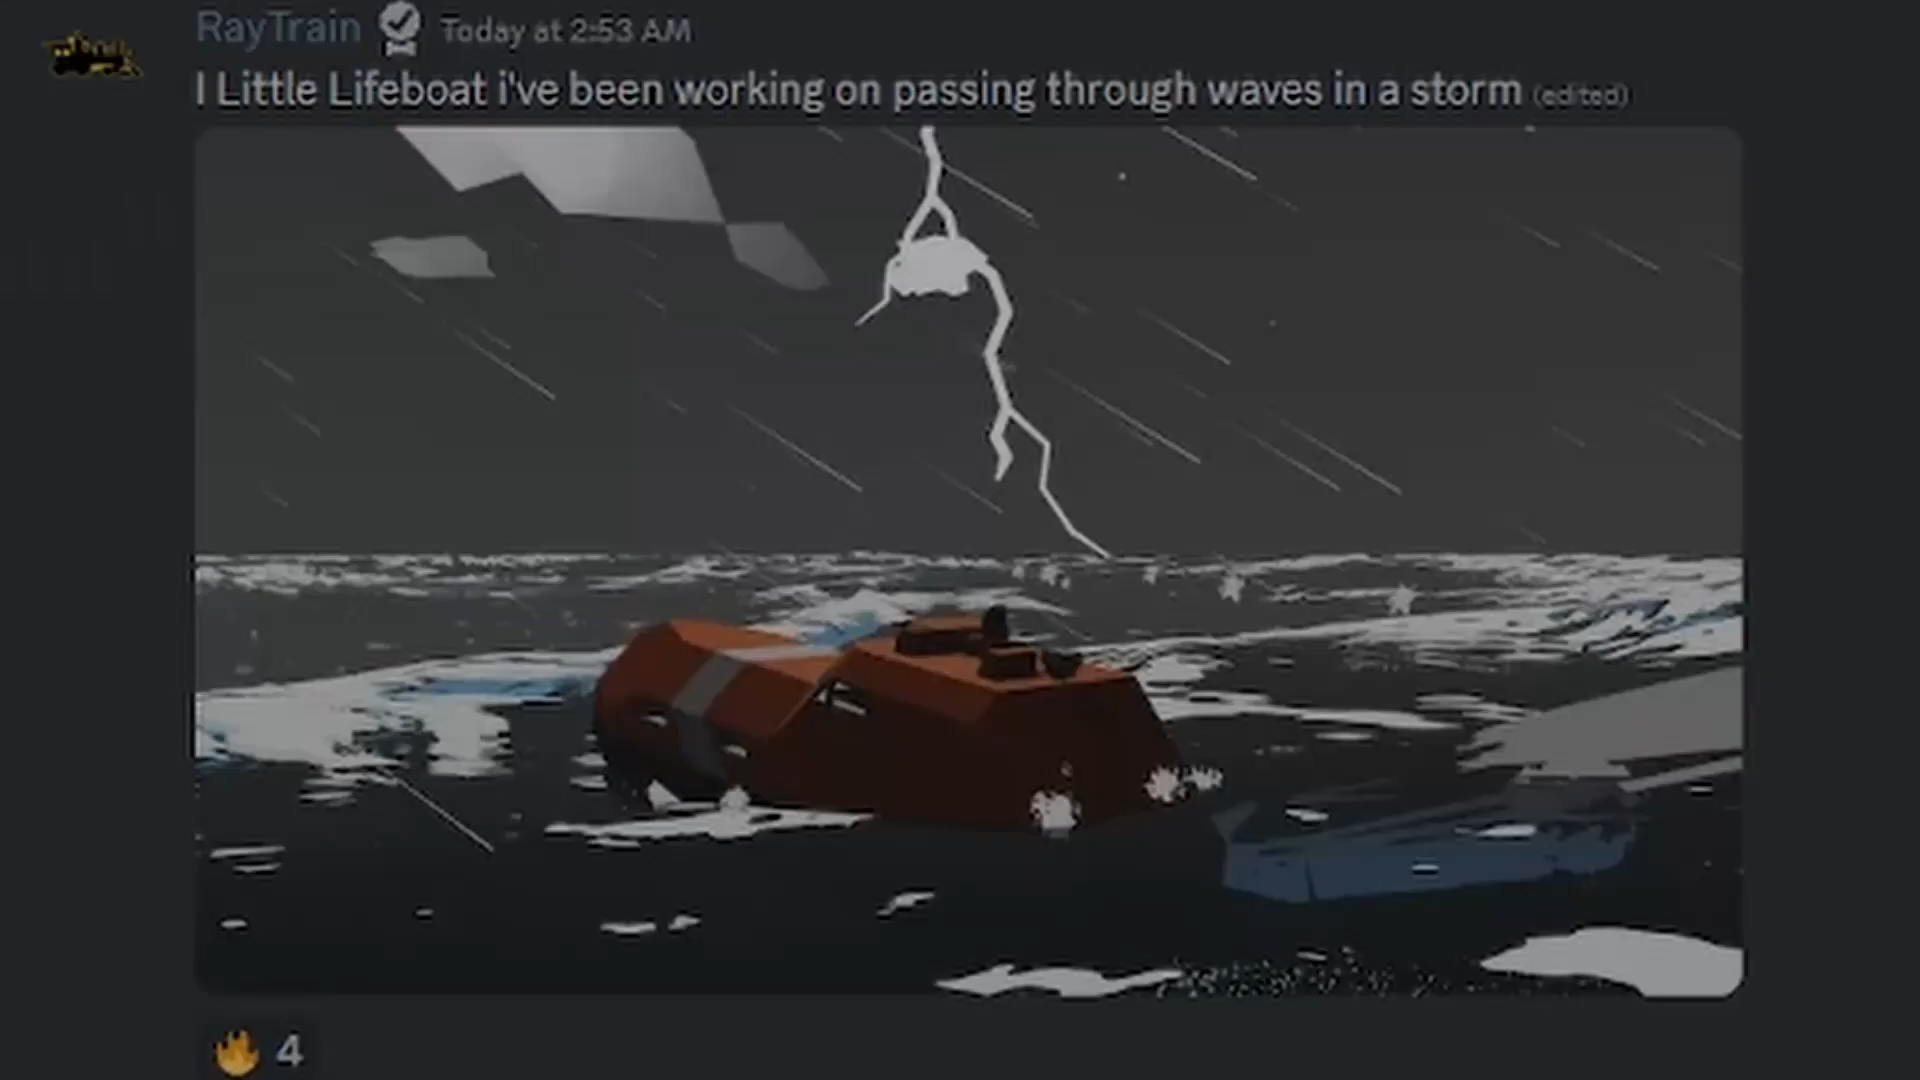 RayTrain Today at 2:53 AM
I Little Lifeboat i've been working on passing through waves in a storm (edited)
4